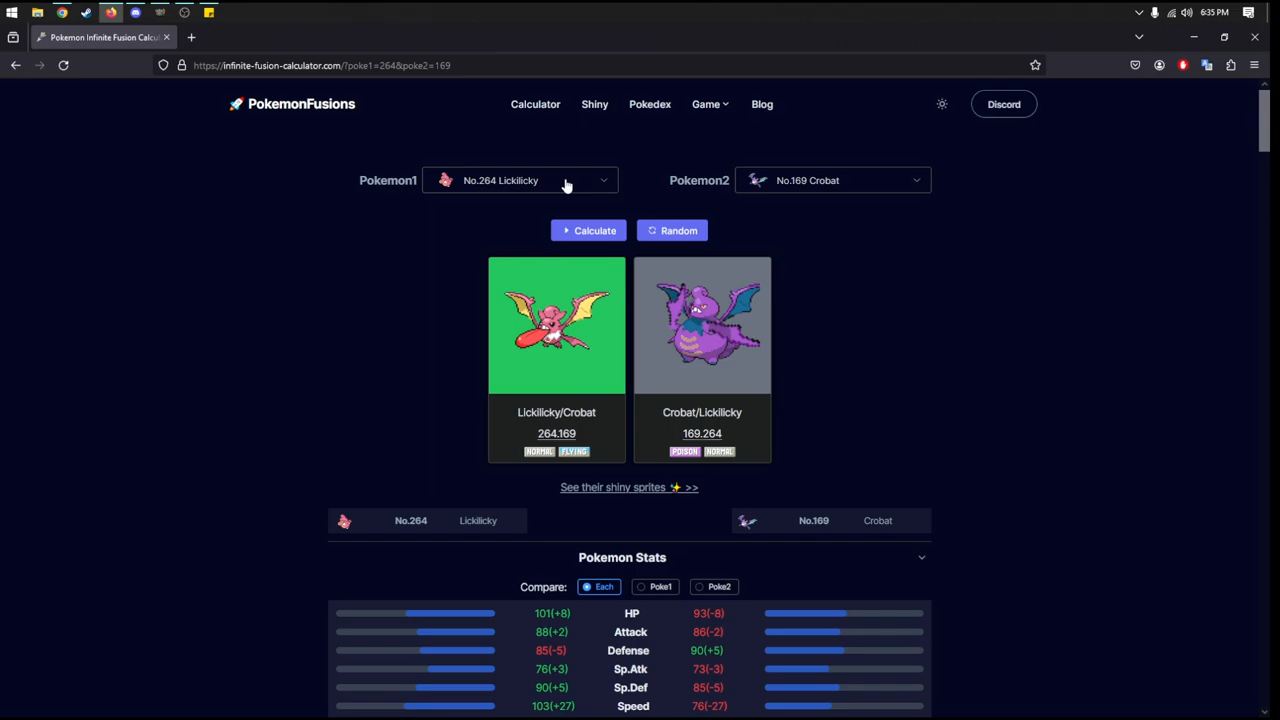 6:35 PM
Pokemon Infinite Fusion Calcu
https://infinite-fusion-calculator.com/?poke1=264&poke2=169
PokemonFusions
Calculator Shiny Pokedex Game Blog
Discord
Pokemon1 No.264 Lickilicky
Pokemon2 No.169 Crobat
Calculate Random
Lickilicky/Crobat
264.169
NORMAL FLYING
Crobat/Lickilicky
169.264
POISON NORMAL
See their shiny sprites ✨ >>
No.264 Lickilicky
No.169 Crobat
Pokemon Stats
Compare: Each Poke1 Poke2
101(+8) HP 93(-8)
88(+2) Attack 86(-2)
85(-5) Defense 90(+5)
76(+3) Sp.Atk 73(-3)
90(+5) Sp.Def 85(-5)
103(+27) Speed 76(-27)